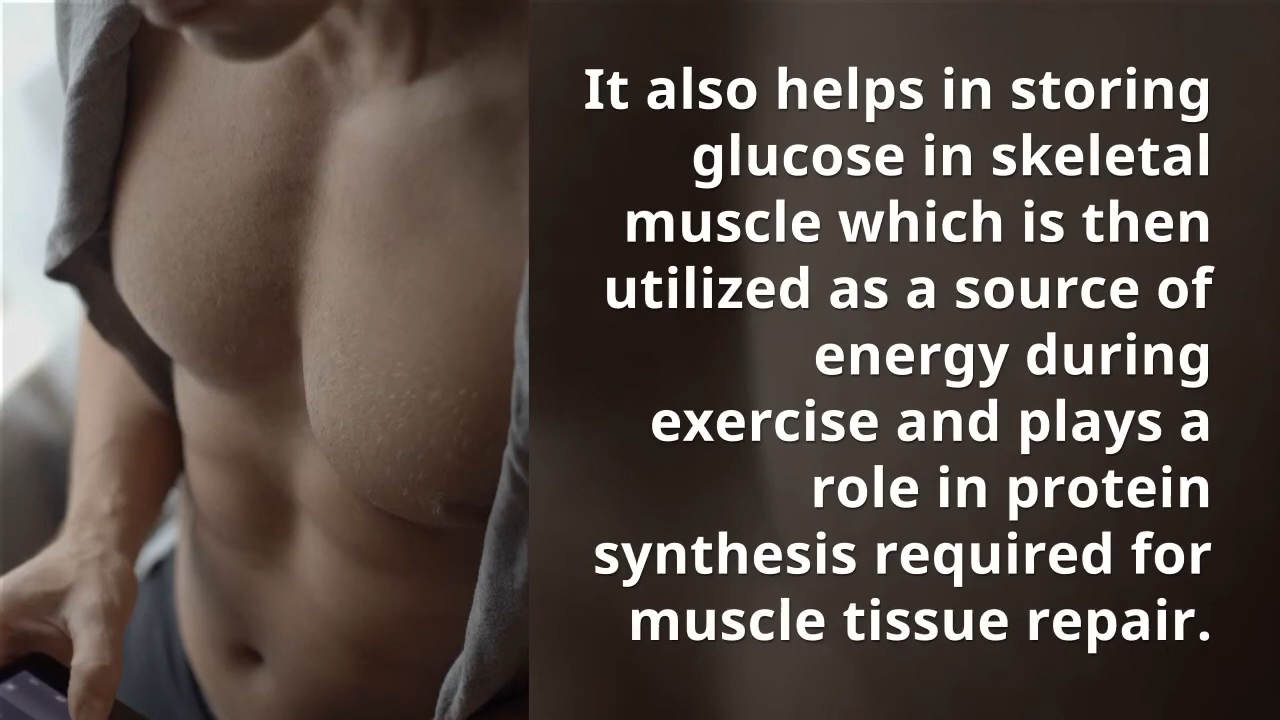 It also helps in storing
glucose in skeletal
muscle which is then
utilized as a source of
energy during
exercise and plays a
role in protein
synthesis required for
muscle tissue repair.